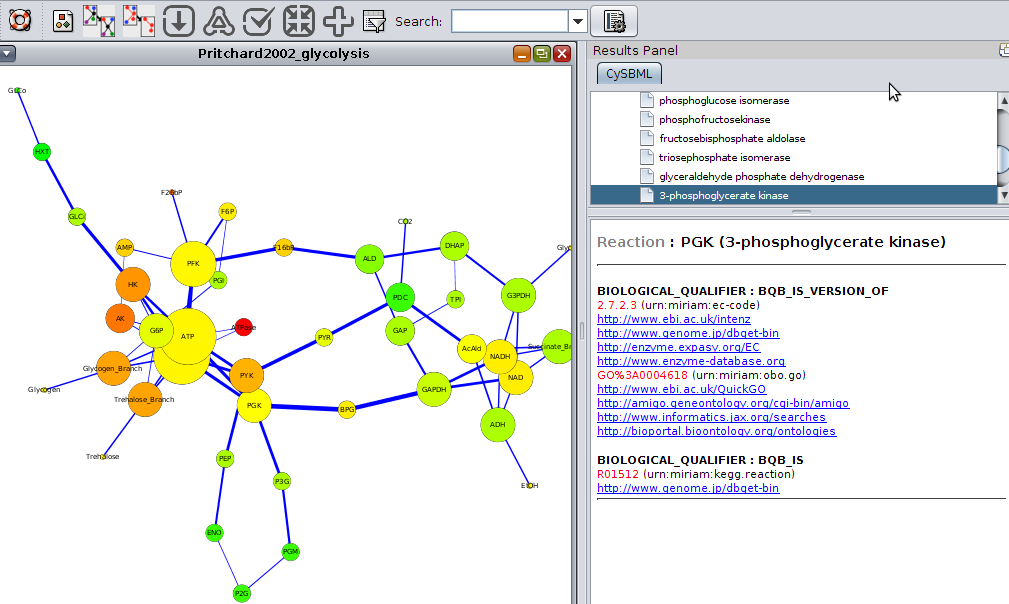 Search:
Pritchard2002_glycolysis
GLCo
HXT
F26bP
GLCi
F6P
CO2
AMP
F16bP
DHAP
Gly
PFK
ALD
PGI
HK
G3PDH
PDC
TPI
AK
G6P
ATP
ATPase
GAP
PYR
AcAld
NADH
Succinate_Br
Glycogen_Branch
PYK
NAD
Glycogen
GAPDH
Trehalose_Branch
PGK
BPG
ADH
Trehalose
PEP
P3G
EtOH
ENO
PGM
P2G
Results Panel
CySBML
phosphoglucose isomerase
phosphofructosekinase
fructosebisphosphate aldolase
triosephosphate isomerase
glyceraldehyde phosphate dehydrogenase
3-phosphoglycerate kinase
Reaction : PGK (3-phosphoglycerate kinase)
BIOLOGICAL_QUALIFIER : BQB_IS_VERSION_OF
2.7.2.3 (urn:miriam:ec-code)
http://www.ebi.ac.uk/intenz
http://www.genome.jp/dbget-bin
http://enzyme.expasy.org/EC
http://www.enzyme-database.org
GO%3A0004618 (urn:miriam:obo.go)
http://www.ebi.ac.uk/QuickGO
http://amigo.geneontology.org/cgi-bin/amigo
http://www.informatics.jax.org/searches
http://bioportal.bioontology.org/ontologies
BIOLOGICAL_QUALIFIER : BQB_IS
R01512 (urn:miriam:kegg.reaction)
http://www.genome.jp/dbget-bin